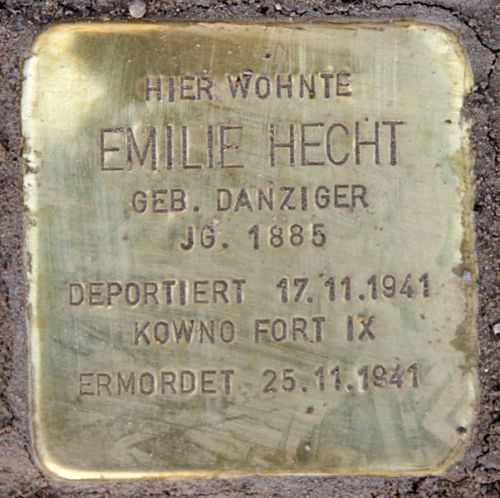 HIER WOHNTE
EMILIE HECHT
GEB. DANZIGER
JG. 1885
DEPORTIERT 17.11.1941
KOWNO FORT IX
ERMORDET 25.11.1941